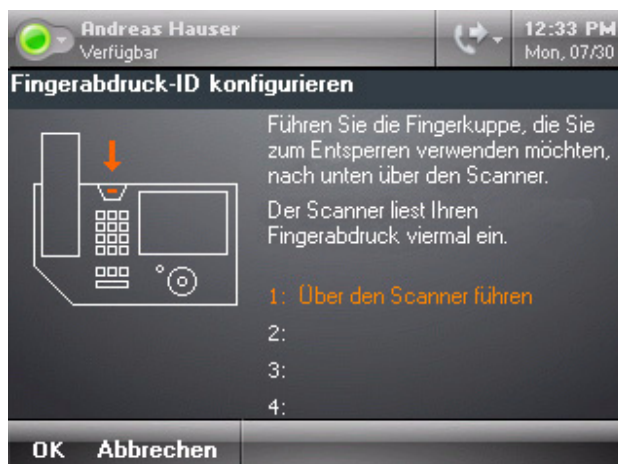 Andreas Hauser
Verfügbar
12:33 PM
Mon, 07/30
Fingerabdruck-ID konfigurieren
Führen Sie die Fingerkuppe, die Sie
zum Entsperren verwenden möchten,
nach unten über den Scanner.
Der Scanner liest Ihren
Fingerabdruck viermal ein.
1: Über den Scanner führen
2:
3:
4:
OK Abbrechen